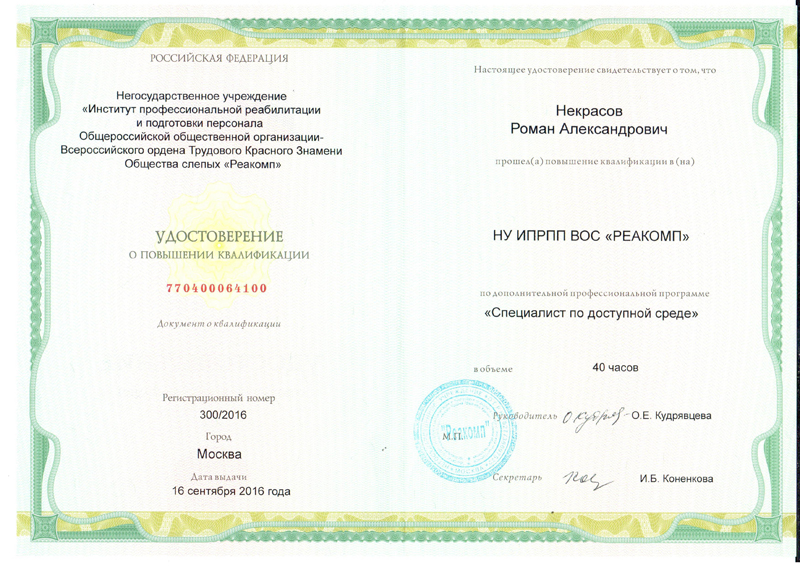 РОССИЙСКАЯ ФЕДЕРАЦИЯ
Негосударственное учреждение
«Институт профессиональной реабилитации
и подготовки персонала
Общероссийской общественной организации-
Всероссийского ордена Трудового Красного Знамени
Общества слепых «Реакомп»
УДОСТОВЕРЕНИЕ
О ПОВЫШЕНИИ КВАЛИФИКАЦИИ
770400064100
Документ о квалификации
Регистрационный номер
300/2016
Город
Москва
Дата выдачи
16 сентября 2016 года
Настоящее удостоверение свидетельствует о том, что
Некрасов
Роман Александрович
прошел(а) повышение квалификации в (на)
НУ ИПРПП ВОС «РЕАКОМП»
по дополнительной профессиональной программе
«Специалист по доступной среде»
в объеме
40 часов
Руководитель О.Е. Кудрявцева
М.П.
"Реакомп"
Секретарь И.Б. Коненкова